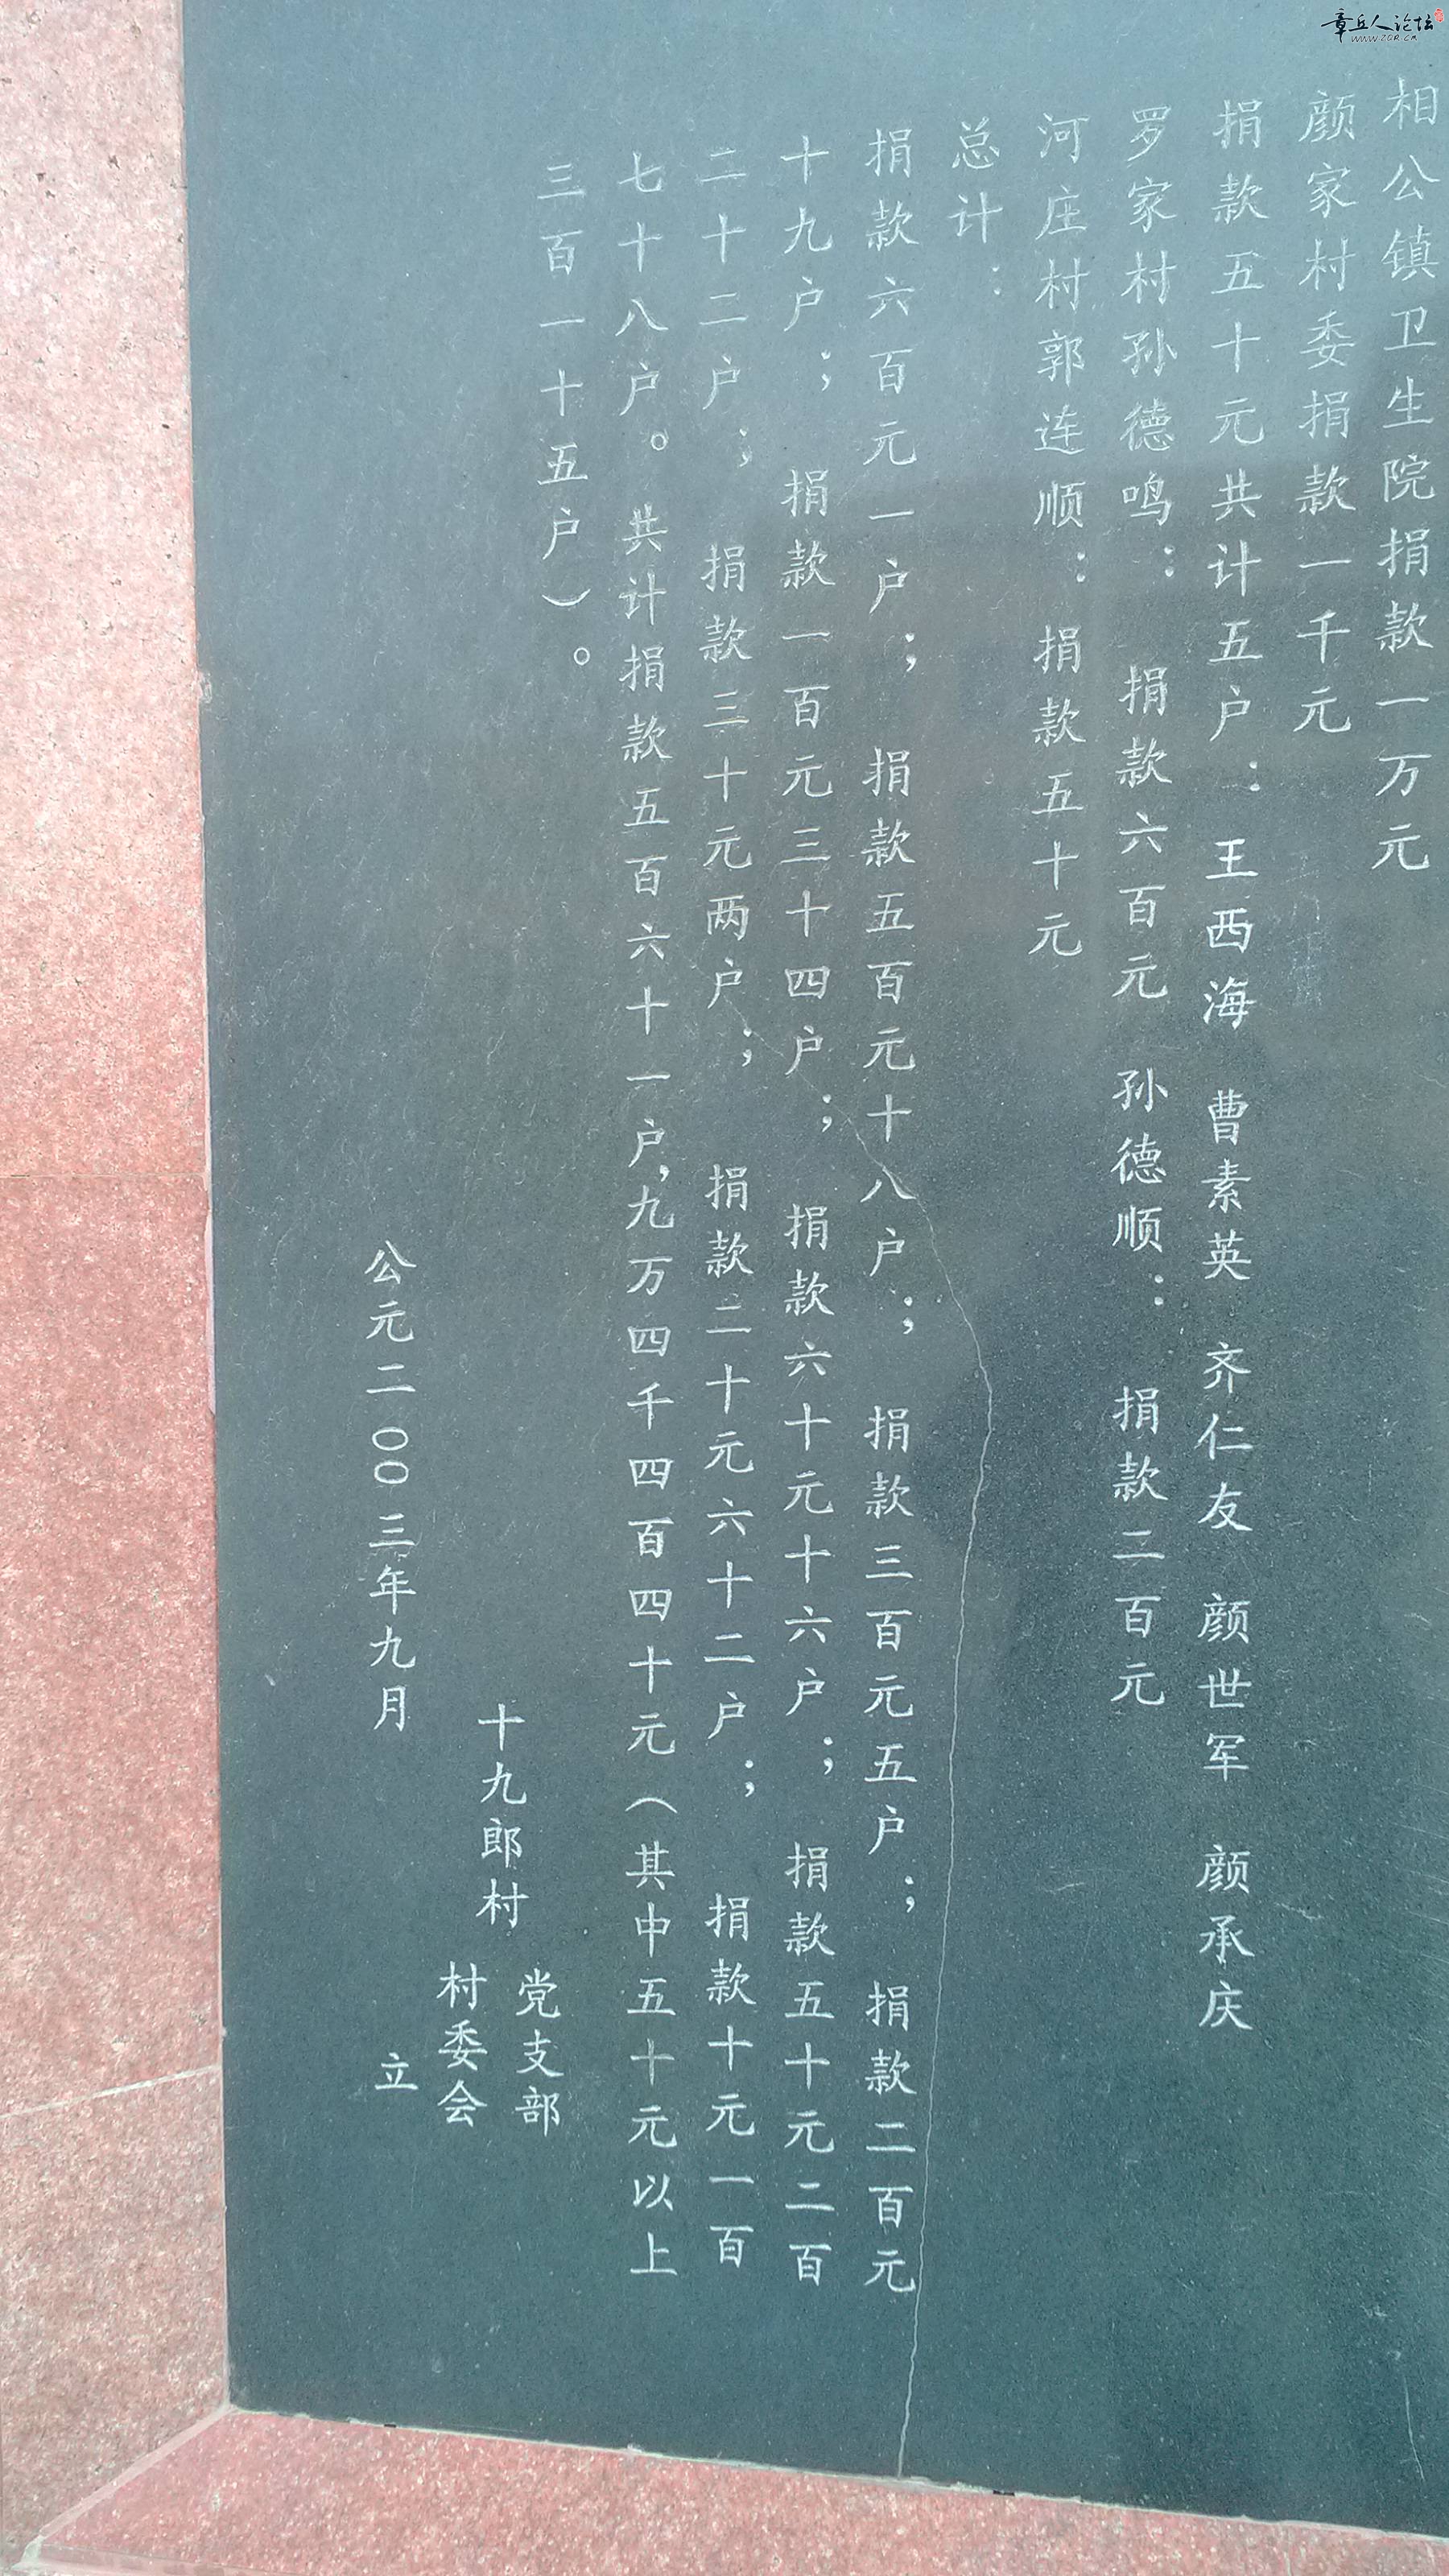 章丘人论坛
WWW.ZQR.CN
相公镇卫生院捐款一万元
颜家村委捐款一千元
捐款五十元共计五户：王西海 曹素英 齐仁友 颜世军 颜承庆
罗家村孙德鸣： 捐款六百元 孙德顺： 捐款二百元
河庄村郭连顺：捐款五十元
总计：
捐款六百元一户； 捐款五百元十八户； 捐款三百元五户； 捐款二百元
十九户； 捐款一百元三十四户； 捐款六十元十六户； 捐款五十元二百
二十二户； 捐款三十元两户； 捐款二十元六十二户； 捐款十元一百
七十八户。共计捐款五百六十一户，九万四千四百四十元（其中五十元以上
三百一十五户）。
十九郎村
党支部
村委会
立
公元二〇〇三年九月